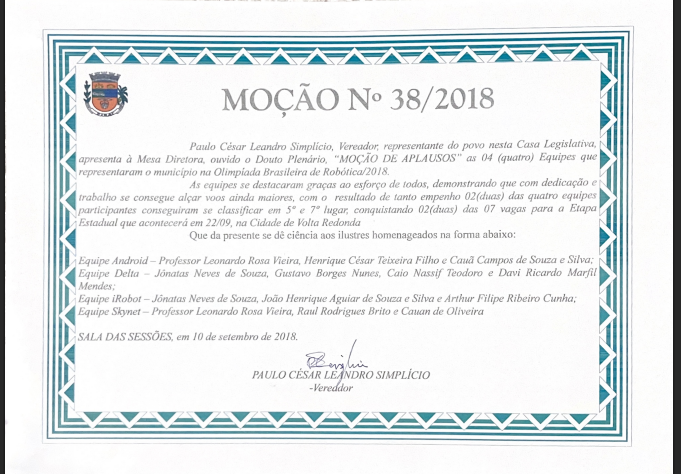 MOÇÃO Nº 38/2018
Paulo César Leandro Simplício, Vereador, representante do povo nesta Casa Legislativa,
apresenta à Mesa Diretora, ouvido o Douto Plenário, "MOÇÃO DE APLAUSOS" as 04 (quatro) Equipes que
representaram o municipio na Olimpíada Brasileira de Robótica/2018.
As equipes se destacaram graças ao esforço de todos, demonstrando que com dedicação e
trabalho se consegue alçar voos ainda maiores, com o resultado de tanto empenho 02(duas) das quatro equipes
participantes conseguiram se classificar em 5º e 7º lugar, conquistando 02(duas) das 07 vagas para a Etapa
Estadual que acontecerá em 22/09, na Cidade de Volta Redonda
Que da presente se dê ciência aos ilustres homenageados na forma abaixo:
Equipe Android – Professor Leonardo Rosa Vieira, Henrique César Teixeira Filho e Cauã Campos de Souza e Silva;
Equipe Delta – Jônatas Neves de Souza, Gustavo Borges Nunes, Caio Nassif Teodoro e Davi Ricardo Marfil
Mendes;
Equipe iRobot – Jônatas Neves de Souza, João Henrique Aguiar de Souza e Silva e Arthur Filipe Ribeiro Cunha;
Equipe Skynet – Professor Leonardo Rosa Vieira, Raul Rodrigues Brito e Cauan de Oliveira
SALA DAS SESSÕES, em 10 de setembro de 2018.
PAULO CÉSAR LEANDRO SIMPLÍCIO
-Vereador